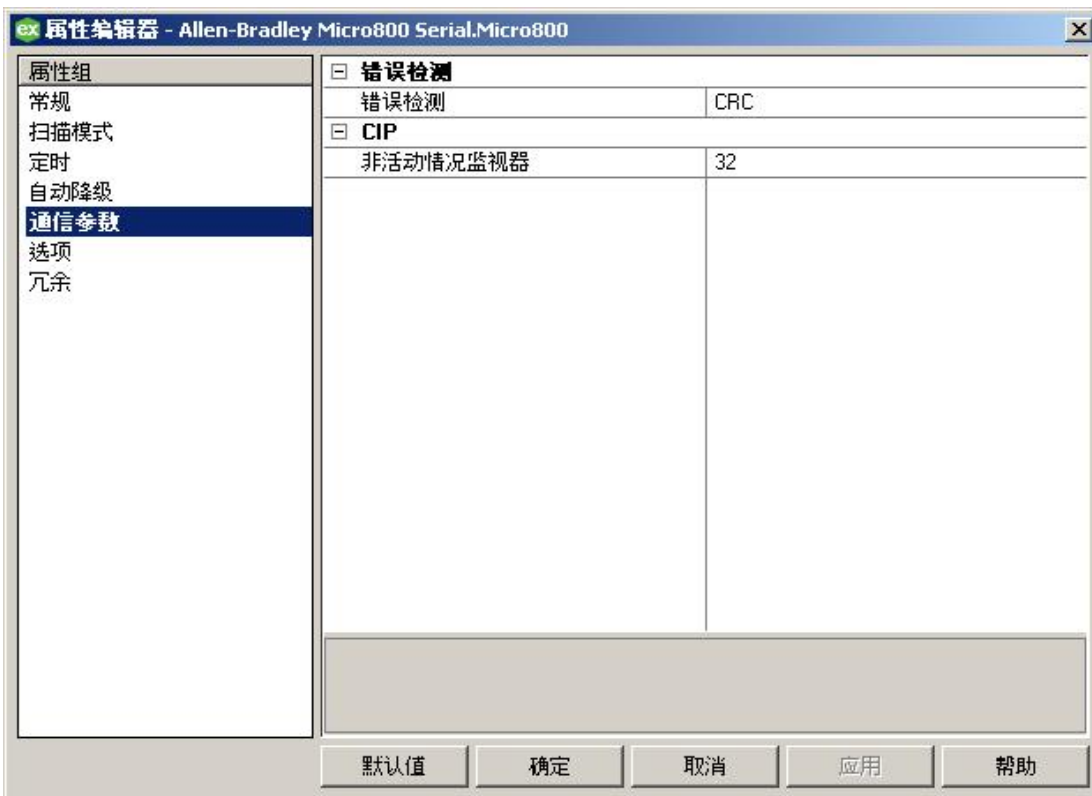 ex 属性编辑器 - Allen-Bradley Micro800 Serial.Micro800
属性组
常规
扫描模式
定时
自动降级
通信参数
选项
冗余
错误检测
错误检测 CRC
CIP
非活动情况监视器 32
默认值 确定 取消 应用 帮助